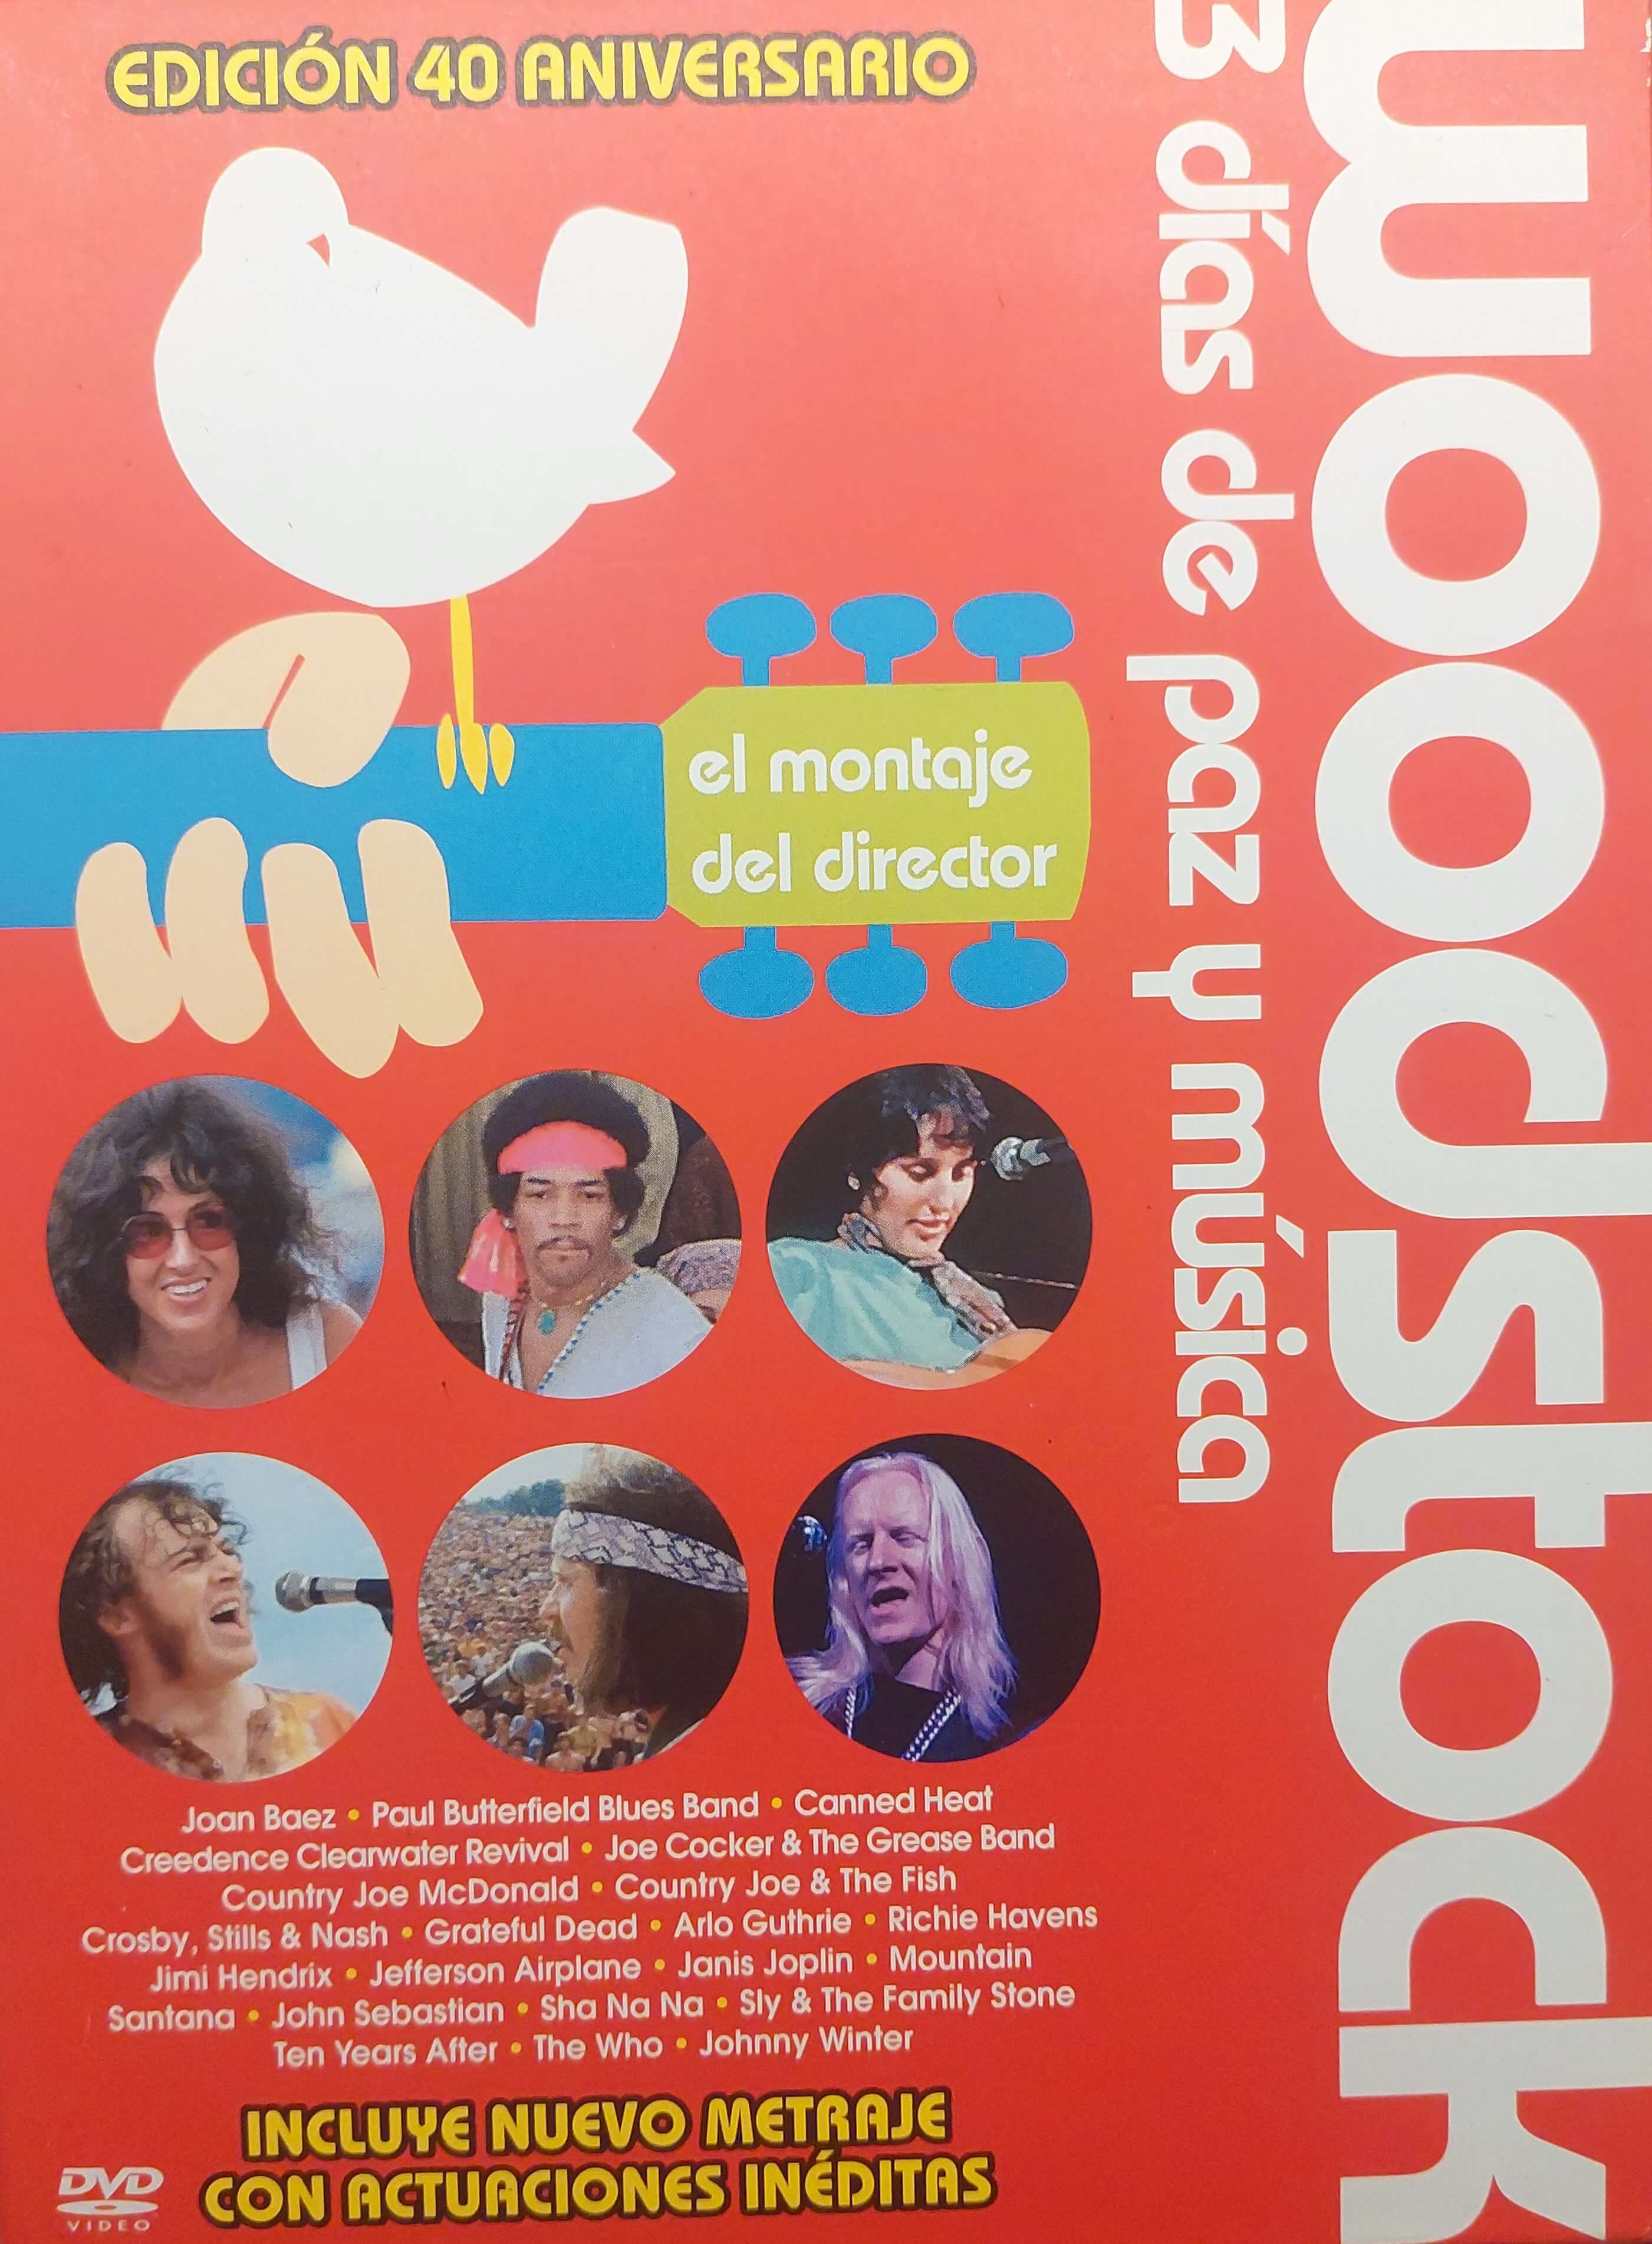 EDICIÓN 40 ANIVERSARIO
woodstock
3 días de paz y música
el montaje
del director
Joan Baez • Paul Butterfield Blues Band • Canned Heat
Creedence Clearwater Revival • Joe Cocker & The Grease Band
Country Joe McDonald • Country Joe & The Fish
Crosby, Stills & Nash • Grateful Dead • Arlo Guthrie • Richie Havens
Jimi Hendrix • Jefferson Airplane • Janis Joplin • Mountain
Santana • John Sebastian • Sha Na Na • Sly & The Family Stone
Ten Years After • The Who • Johnny Winter
INCLUYE NUEVO METRAJE
CON ACTUACIONES INÉDITAS
DVD
VIDEO